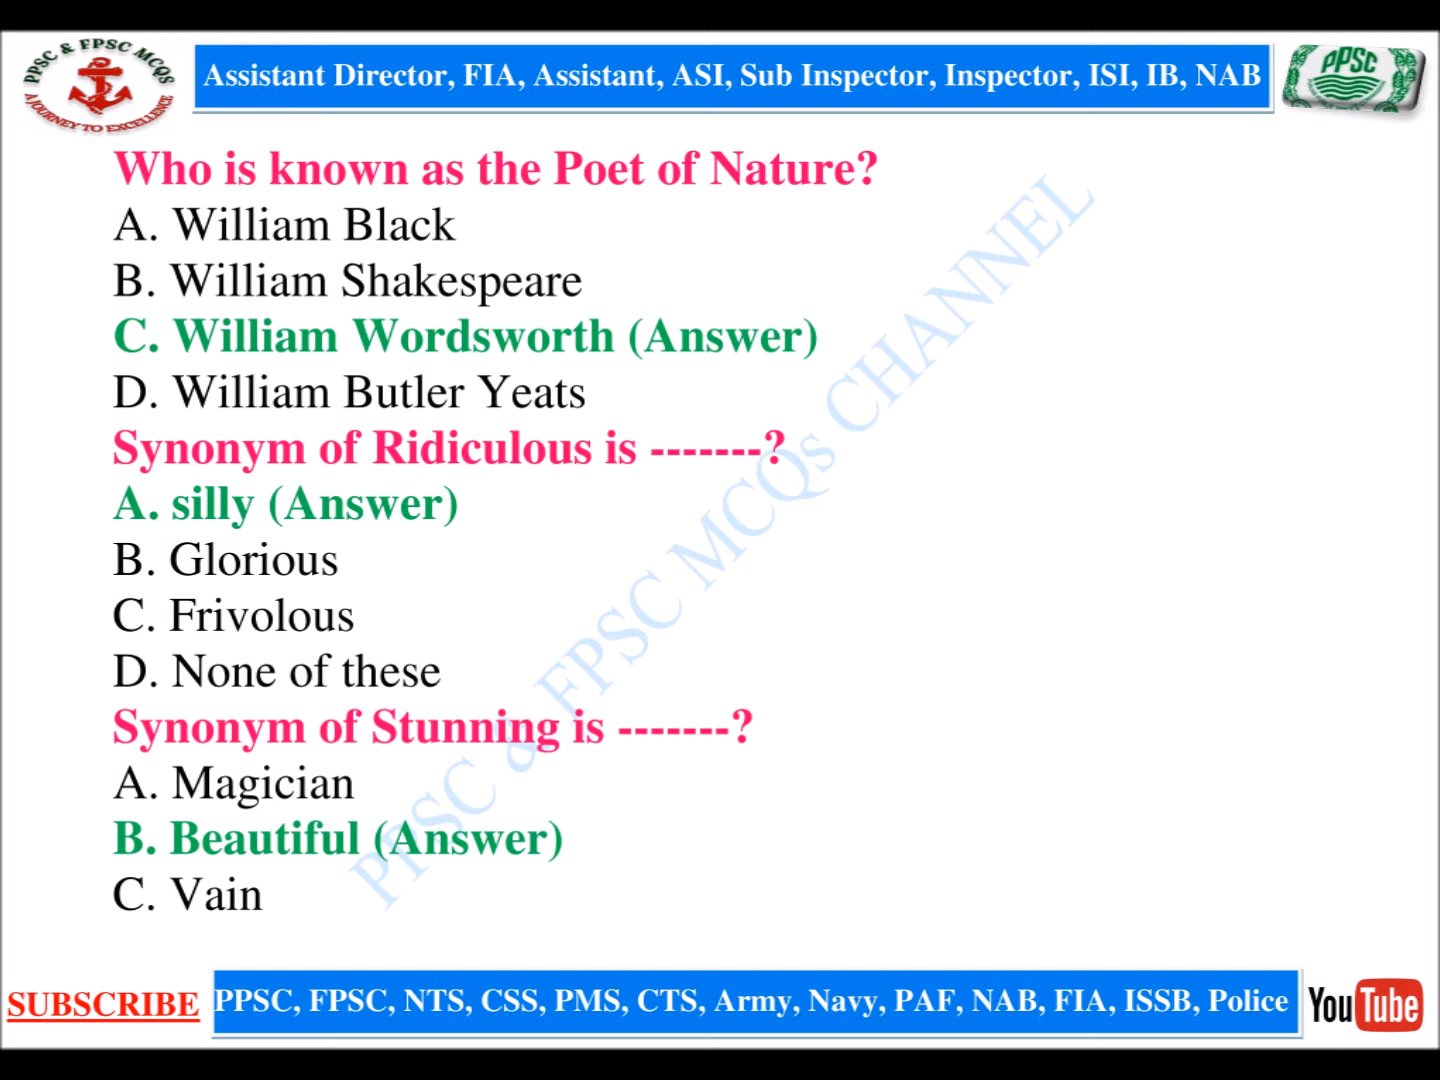 PPSC & FPSC MCQS
A JOURNEY TO EXCELLENCE
Assistant Director, FIA, Assistant, ASI, Sub Inspector, Inspector, ISI, IB, NAB
PPSC
Who is known as the Poet of Nature?
A. William Black
B. William Shakespeare
C. William Wordsworth (Answer)
D. William Butler Yeats
Synonym of Ridiculous is -------?
A. silly (Answer)
B. Glorious
C. Frivolous
D. None of these
Synonym of Stunning is -------?
A. Magician
B. Beautiful (Answer)
C. Vain
PPSC & FPSC MCQs CHANNEL
SUBSCRIBE
PPSC, FPSC, NTS, CSS, PMS, CTS, Army, Navy, PAF, NAB, FIA, ISSB, Police
YouTube